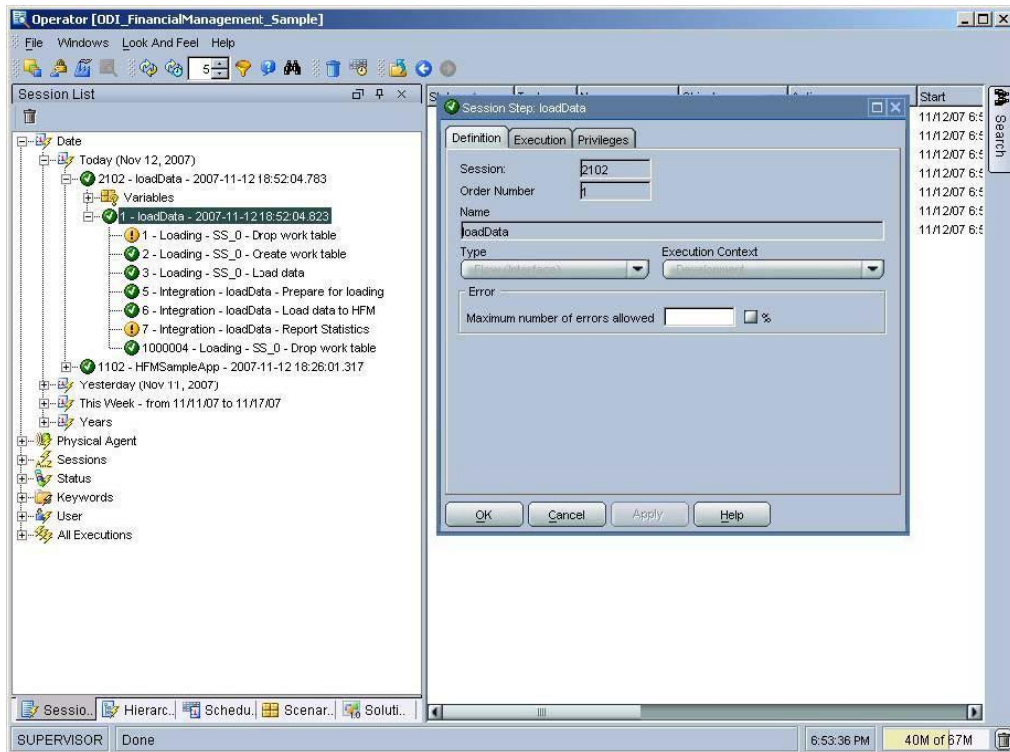 Operator [ODI_FinancialManagement_Sample]
File Windows Look And Feel Help
5
Session List
Start
Search
Date
Today (Nov 12, 2007)
2102 - loadData - 2007-11-12 18:52:04.783
Variables
1 - loadData - 2007-11-12 18:52:04.823
1 - Loading - SS_0 - Drop work table
2 - Loading - SS_0 - Create work table
3 - Loading - SS_0 - Load data
5 - Integration - loadData - Prepare for loading
6 - Integration - loadData - Load data to HFM
7 - Integration - loadData - Report Statistics
1000004 - Loading - SS_0 - Drop work table
1102 - HFMSampleApp - 2007-11-12 18:26:01.317
Yesterday (Nov 11, 2007)
This Week - from 11/11/07 to 11/17/07
Years
Physical Agent
Sessions
Status
Keywords
User
All Executions
Session Step: loadData
Definition Execution Privileges
Session: 2102
Order Number 1
Name
loadData
Type Execution Context
Flow (Interface) Development
Error
Maximum number of errors allowed %
OK Cancel Apply Help
11/12/07 6:5
11/12/07 6:5
11/12/07 6:5
11/12/07 6:5
11/12/07 6:5
11/12/07 6:5
11/12/07 6:5
Sessio.. Hierarc.. Schedu.. Scenar.. Soluti..
SUPERVISOR Done 6:53:36 PM 40M of 67M